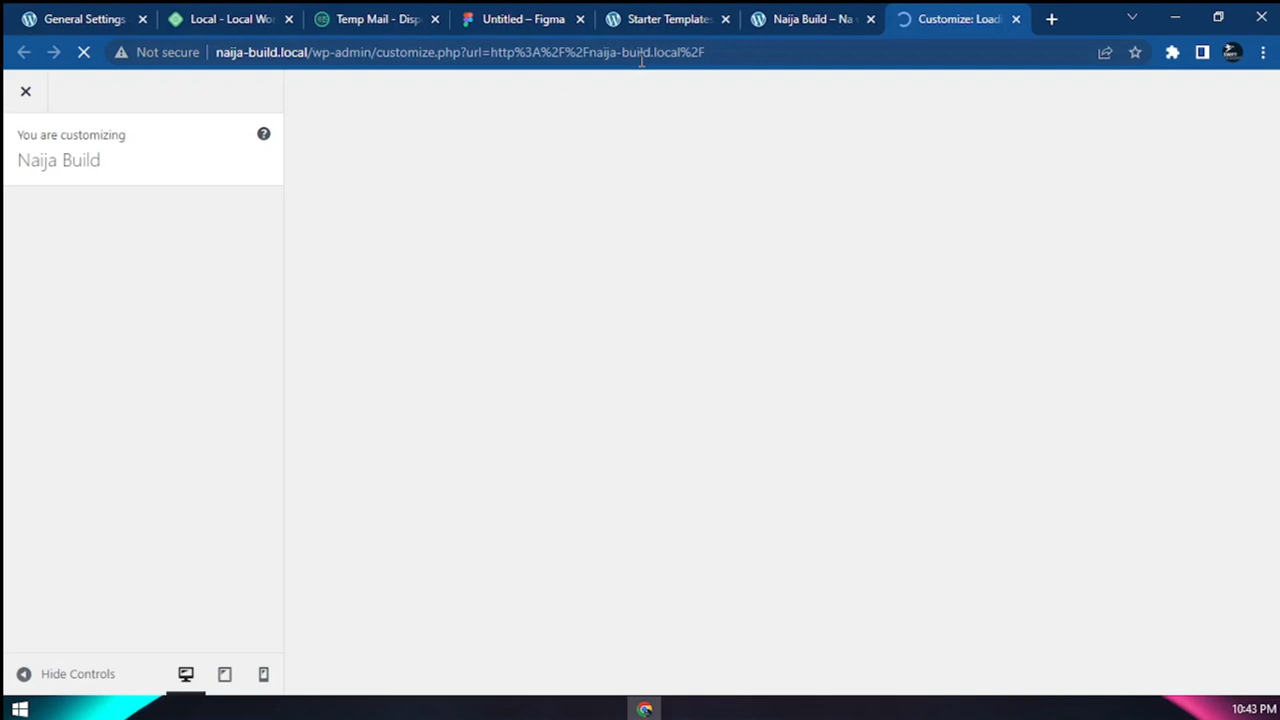 General Settings
Local - Local Wo
Temp Mail - Disp
Untitled – Figma
Starter Templates
Naija Build – Na
Customize: Loadi
Not secure
naija-build.local/wp-admin/customize.php?url=http%3A%2F%2Fnaija-build.local%2F
You are customizing
Naija Build
Hide Controls
10:43 PM